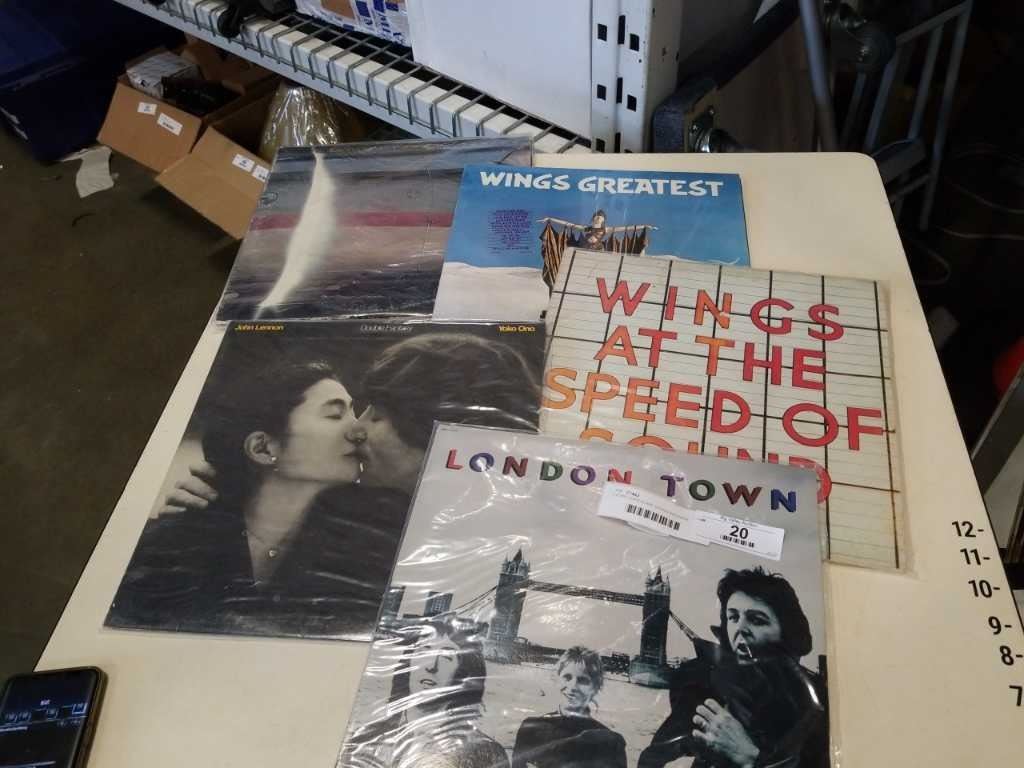 WINGS GREATEST
John Lennon
Double Fantasy
Yoko Ono
WINGS
AT THE
SPEED OF
SOUND
LONDON TOWN
20
12-
11-
10-
9-
8-
7